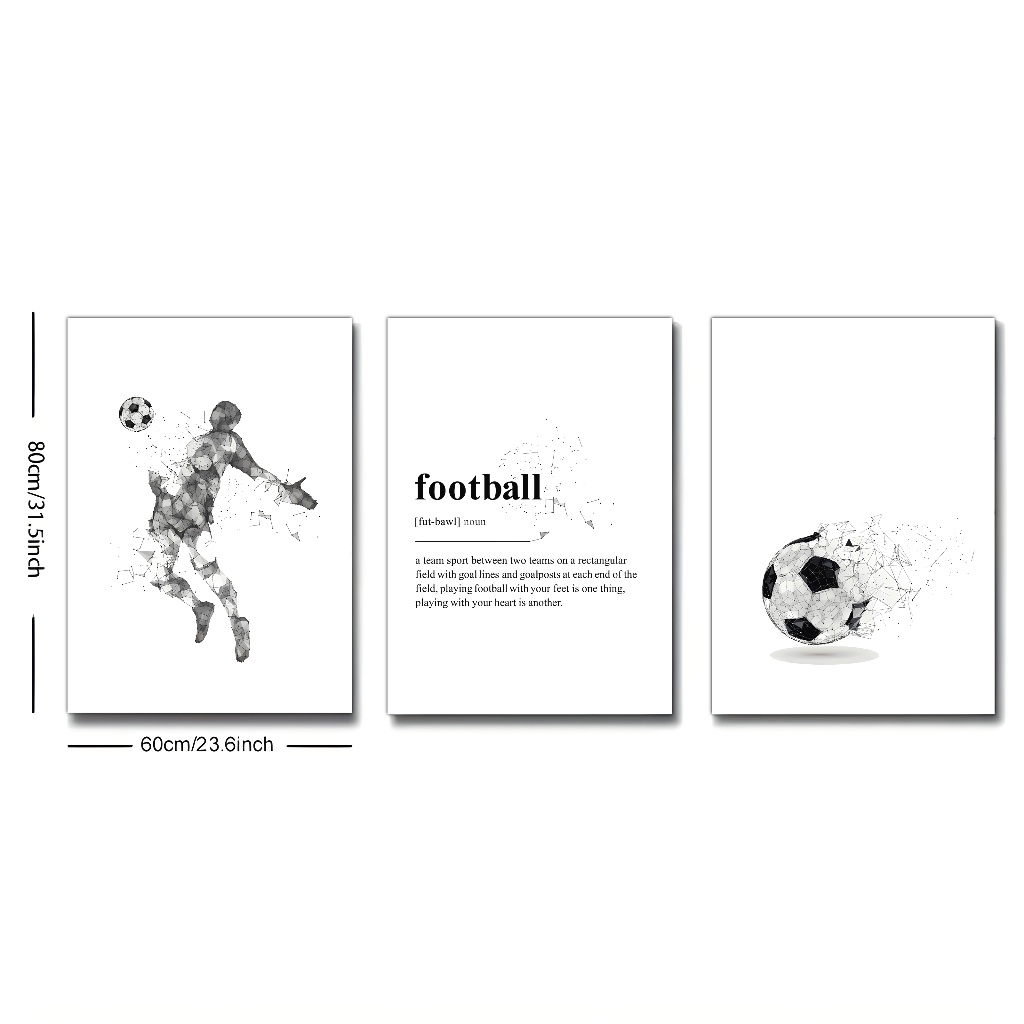 80cm/31.5inch
football
[fut-bawl] noun
a team sport between two teams on a rectangular
field with goal lines and goalposts at each end of the
field, playing football with your feet is one thing,
playing with your heart is another.
60cm/23.6inch